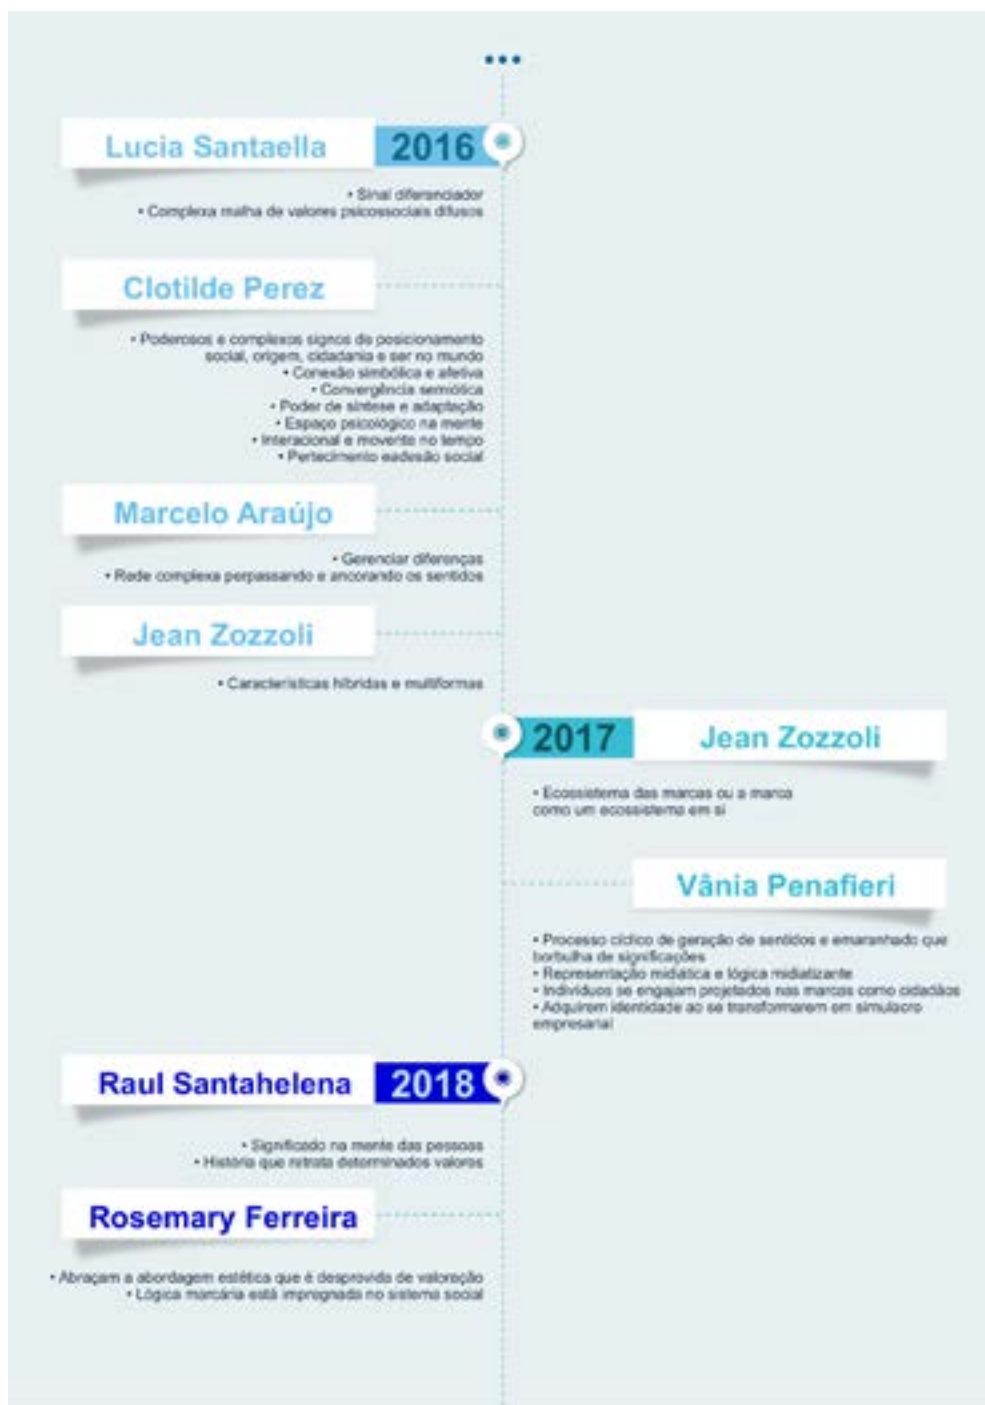 Lucia Santaella 2016
• Sinal diferenciador
• Complexa malha de valores psicossociais difusos
Clotilde Perez
• Poderosos e complexos signos de posicionamento
social, origem, cidadania e ser no mundo
• Conexão simbólica e afetiva
• Convergência semiótica
• Poder de síntese e adaptação
• Espaço psicológico na mente
• Interacional e movente no tempo
• Pertecimento eadesão social
Marcelo Araújo
• Gerenciar diferenças
• Rede complexa perpassando e ancorando os sentidos
Jean Zozzoli
• Características híbridas e multiformas
2017 Jean Zozzoli
• Ecossistema das marcas ou a marca
como um ecossistema em si
Vânia Penafieri
• Processo cíclico de geração de sentidos e emaranhado que
borbulha de significações
• Representação midiática e lógica midiatizante
• Indivíduos se engajam projetados nas marcas como cidadãos
• Adquirem identidade ao se transformarem em simulacro
empresarial
Raul Santahelena 2018
• Significado na mente das pessoas
• História que retrata determinados valores
Rosemary Ferreira
• Abraçam a abordagem estética que é desprovida de valoração
• Lógica marcária está impregnada no sistema social